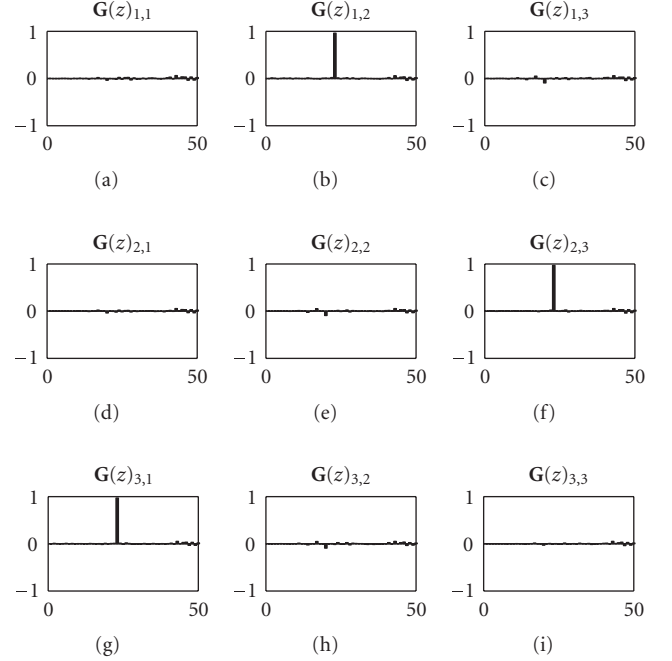 G(z)1,1 G(z)1,2 G(z)1,3
1 1 1
0 0 0
−1 −1 −1
0 50 0 50 0 50
(a) (b) (c)
G(z)2,1 G(z)2,2 G(z)2,3
1 1 1
0 0 0
−1 −1 −1
0 50 0 50 0 50
(d) (e) (f)
G(z)3,1 G(z)3,2 G(z)3,3
1 1 1
0 0 0
−1 −1 −1
0 50 0 50 0 50
(g) (h) (i)